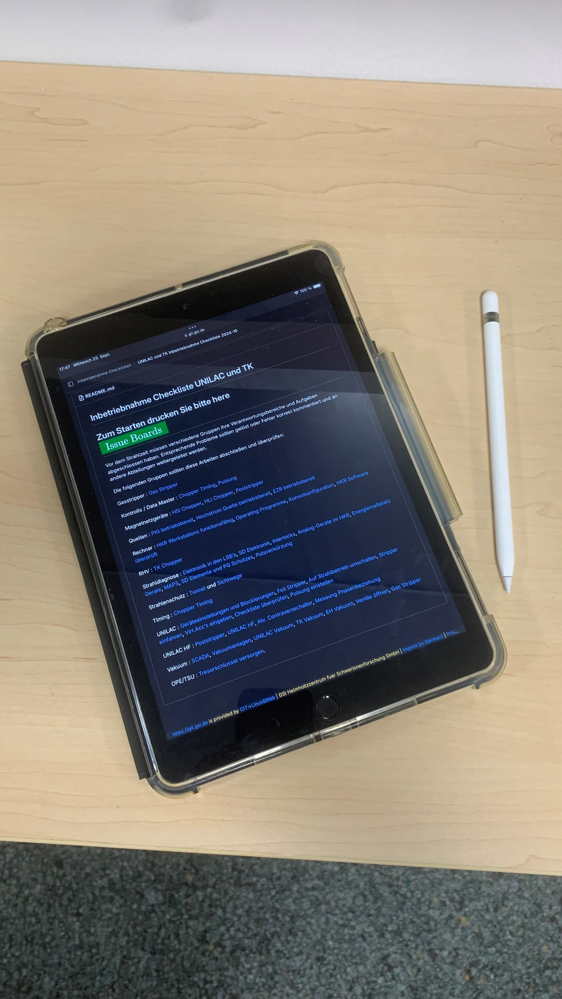 17:47 Mittwoch 25. Sept.
100 %
git.gsi.de
Inbetriebnahme Checklisten / UNILAC und TK Inbetriebnahme Checkliste 2024-10
README.md
Inbetriebnahme Checkliste UNILAC und TK
Zum Starten drucken Sie bitte here
Issue Boards
Vor dem Strahlzeit müssen verschiedene Gruppen ihre Verantwortungsbereiche und Aufgaben
abgeschlossen haben. Entsprechende Probleme sollten gelöst oder Fehler korrekt kommentiert und an
andere Abteilungen weitergeleitet werden.
Die folgenden Gruppen sollten diese Arbeiten abschließen und überprüfen:
Gasstripper : Gas Stripper
Kontrolls / Data Master : Chopper Timing, Pulsung
Magnetnetzgeräte : HSI Chopper, HLI Chopper, Poststripper
Quellen : PIG betriebsbereit, Hochstrom Quelle betriebsbereit, EZR betriebsbereit
Rechner : HKR Workstations funktionsfähig, Operating Programme, Konsolkonfiguration, HKR Software
überprüft
RHV : TK Chopper
Strahldiagnose : Elektronik in den LSB's, SD Elektronik, Interlocks, Analog-Gerate im HKR, Energiemeßplatz
Gerate, MAPS, SD Elemente und PG Schutzes, Pulsverkürzung
Strahlenschutz : Tunnel und Sichtwege
Timing : Chopper Timing
UNILAC : Geräteeinstellungen und Blockierungen, Foil Stripper, Auf Strahlbetrieb umschalten, Stripper
einfahren, Virt.Acc's eingeben, Checkliste überprüfen, Pulsung einstellen
UNILAC HF : Poststripper, UNILAC HF, Alv. Contraversschalter, Messung Phasenbeziehung
Vakuum : SCADA, Vakuumanlagen, UNILAC Vakuum, TK Vakuum, EH Vakuum, Ventile öffnen, Gas Stripper
OPE/TSU : Tresorschlussel versorgen.
https://git.gsi.de is provided by CIT→Linux&Web | GSI Helmholtzzentrum fuer Schwerionenforschung GmbH | Imprint (in German) | Priv...